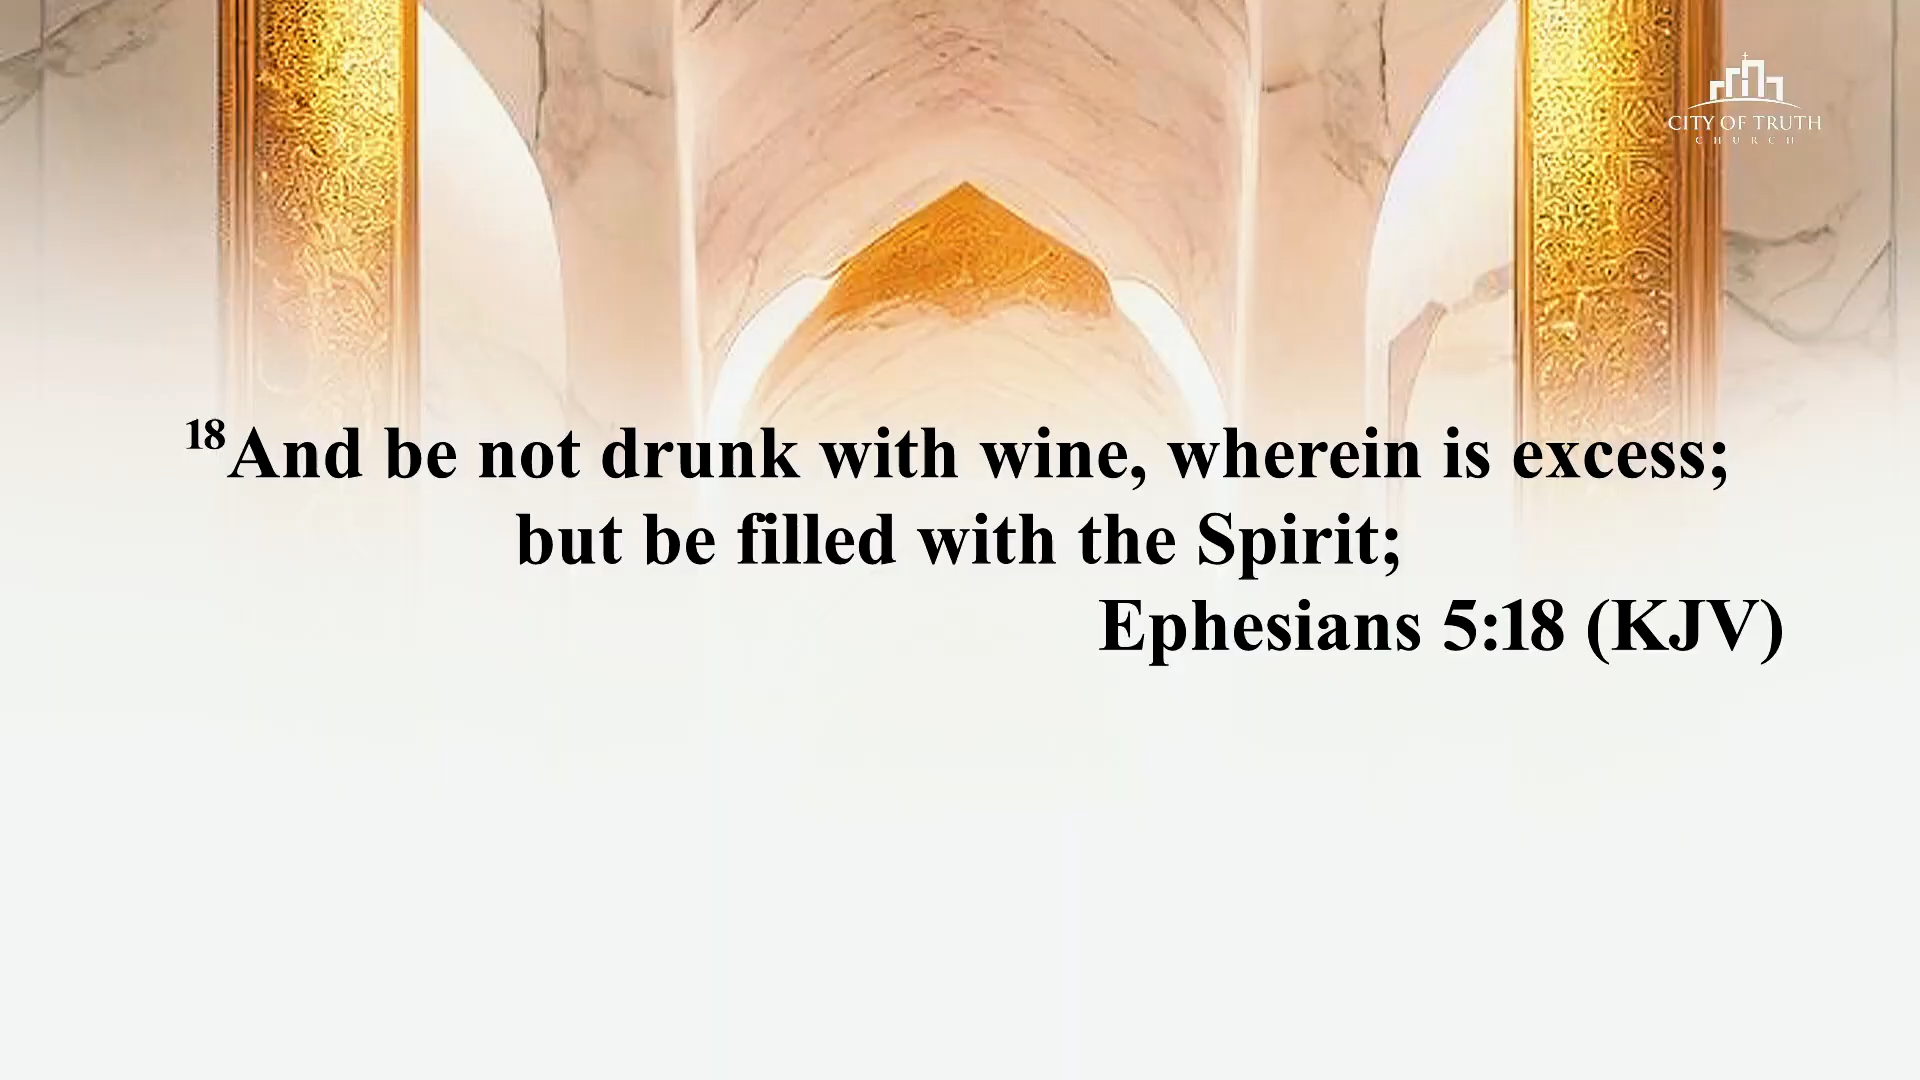 CITY OF TRUTH
CHURCH
18And be not drunk with wine, wherein is excess;
but be filled with the Spirit;
Ephesians 5:18 (KJV)